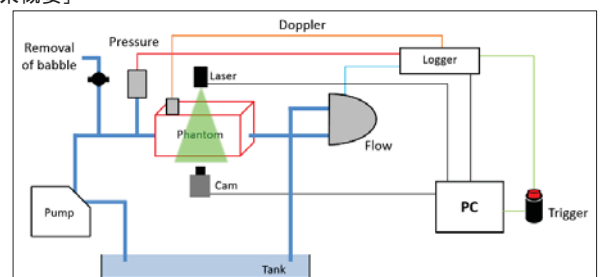 Doppler
Removal
of babble
Pressure
Logger
Laser
Phantom
Flow
Cam
Pump
PC
Trigger
Tank